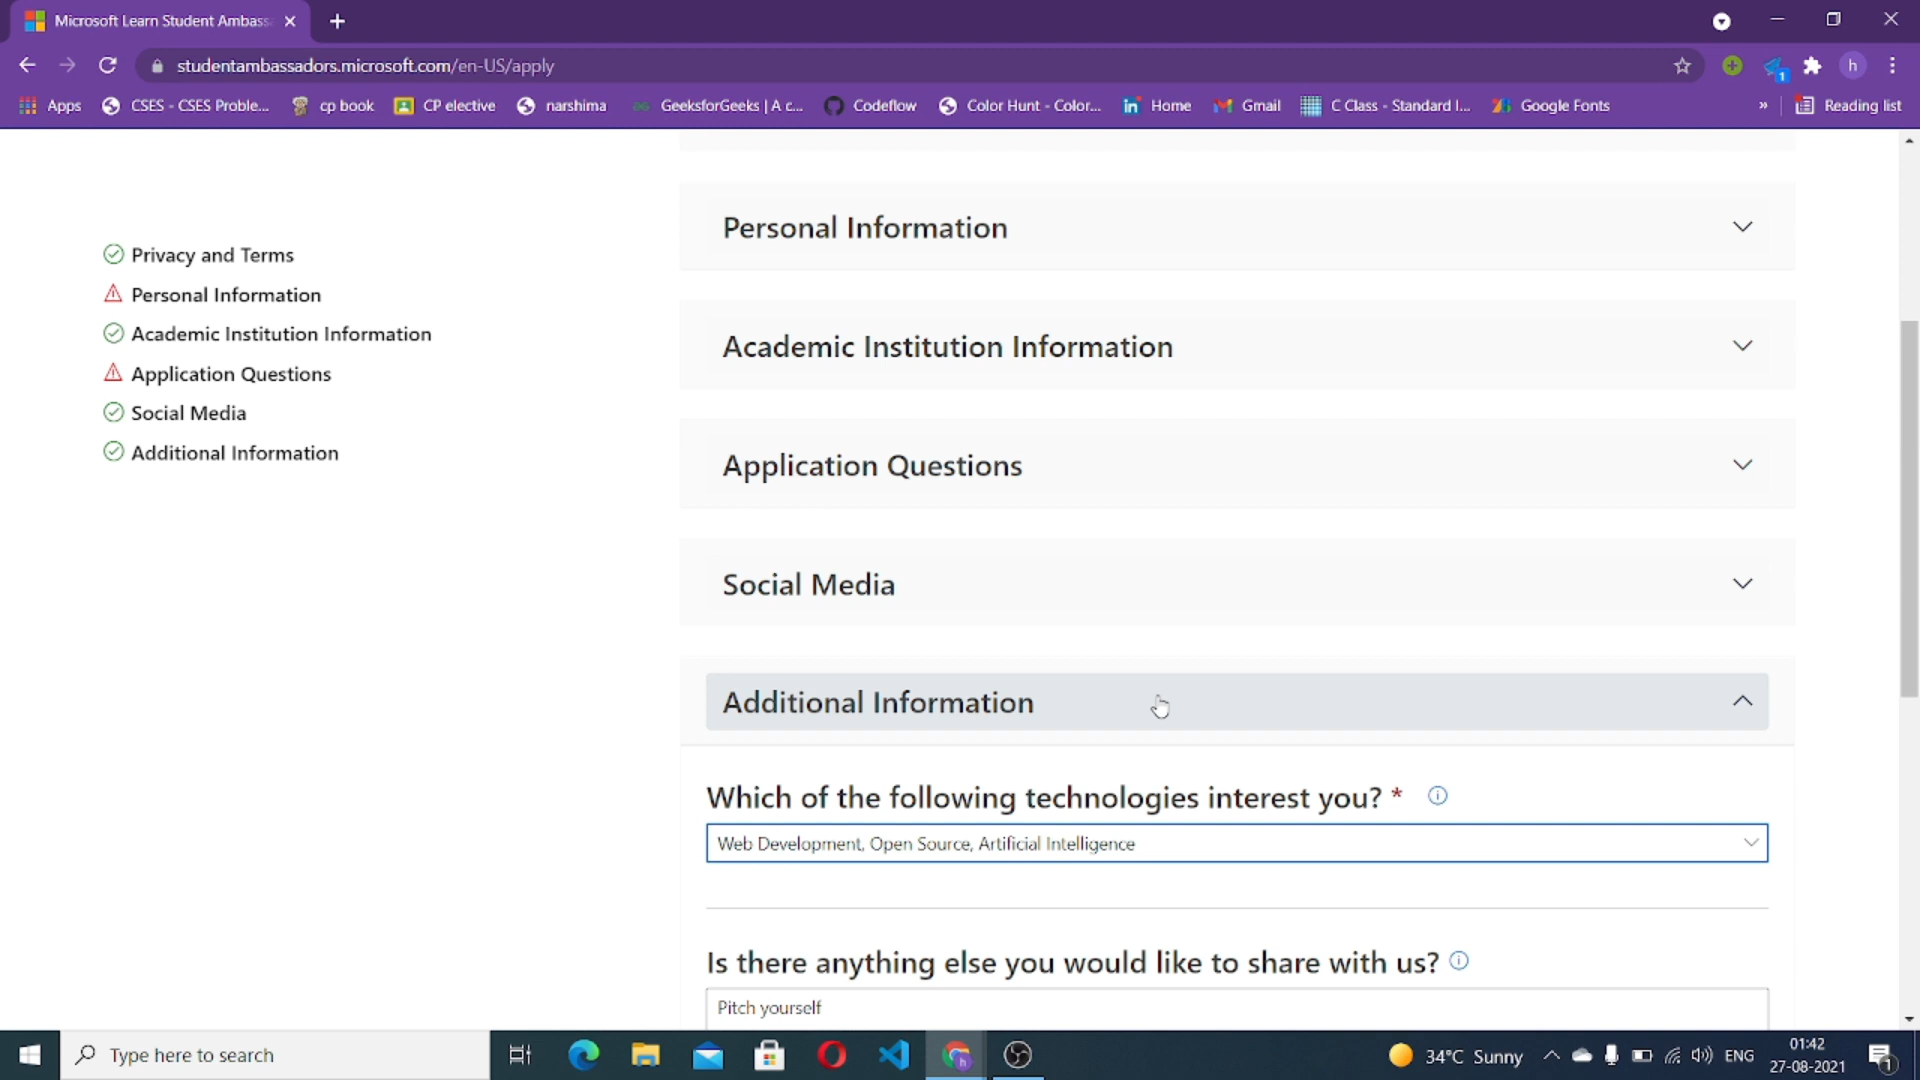 Microsoft Learn Student Ambass
studentambassadors.microsoft.com/en-US/apply
h
1
Apps
CSES - CSES Proble...
cp book
CP elective
narshima
GeeksforGeeks | A c...
Codeflow
Color Hunt - Color...
Home
Gmail
C Class - Standard I...
Google Fonts
»
Reading list
Privacy and Terms
Personal Information
Academic Institution Information
Application Questions
Social Media
Additional Information
Personal Information
Academic Institution Information
Application Questions
Social Media
Additional Information
Which of the following technologies interest you? *
Web Development, Open Source, Artificial Intelligence
Is there anything else you would like to share with us?
Pitch yourself
Type here to search
34°C Sunny
ENG
01:42
27-08-2021
1